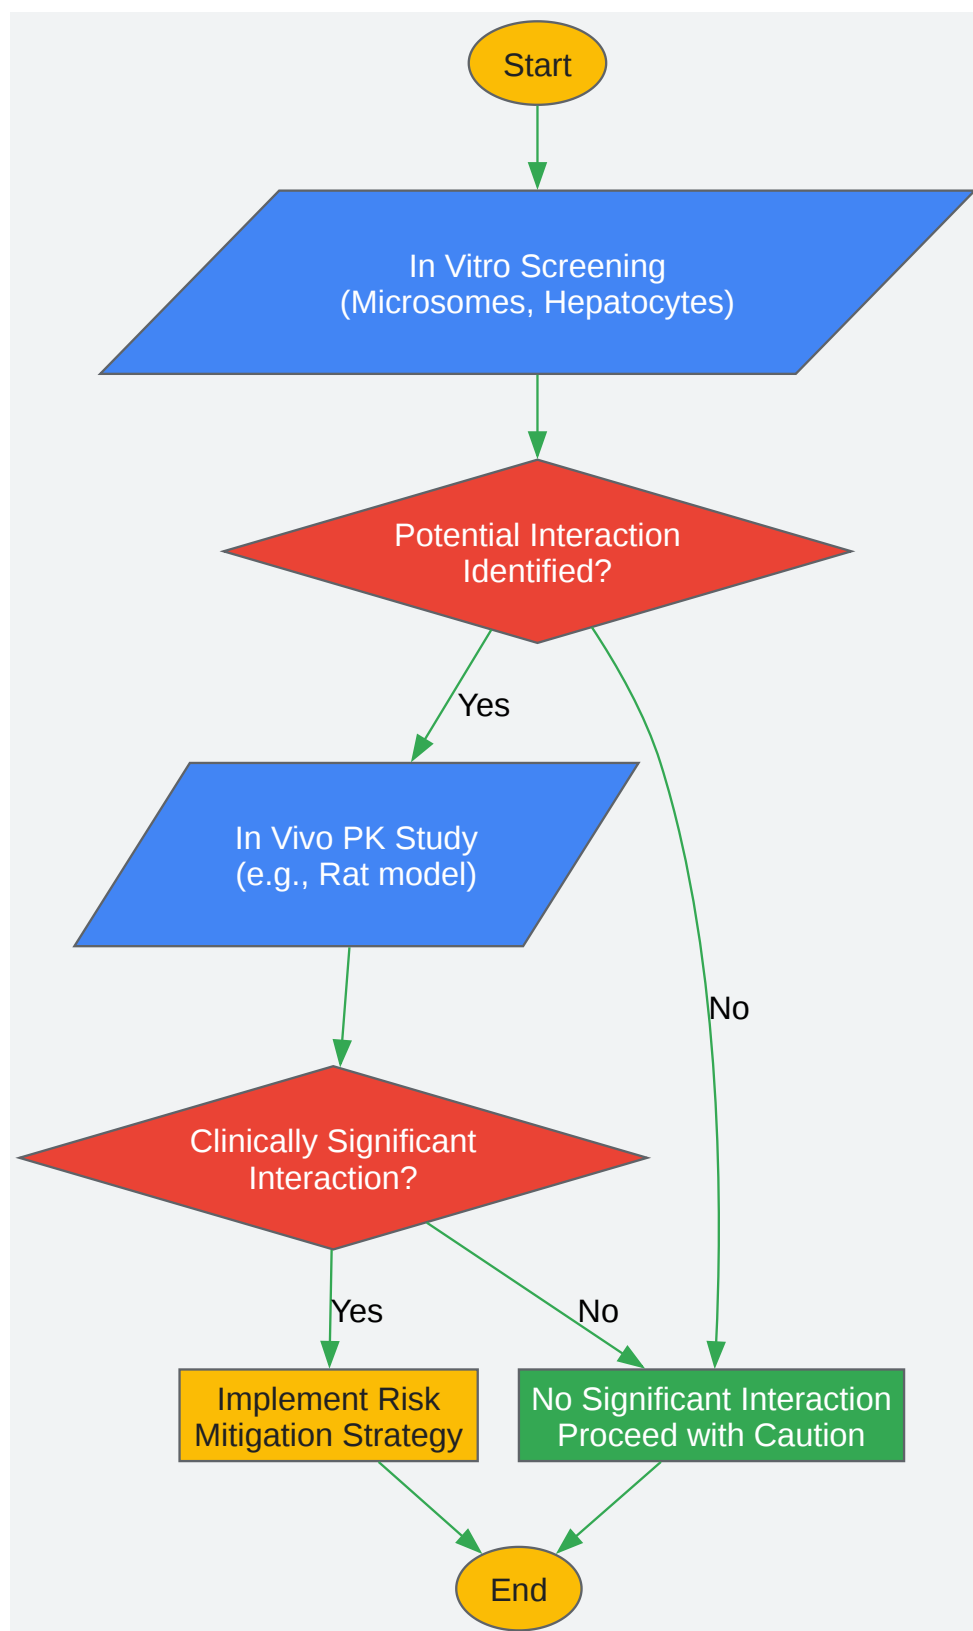 Start
In Vitro Screening
(Microsomes, Hepatocytes)
Potential Interaction
Identified?
Yes
In Vivo PK Study
(e.g., Rat model)
No
Clinically Significant
Interaction?
Yes
No
Implement Risk
Mitigation Strategy
No Significant Interaction
Proceed with Caution
End